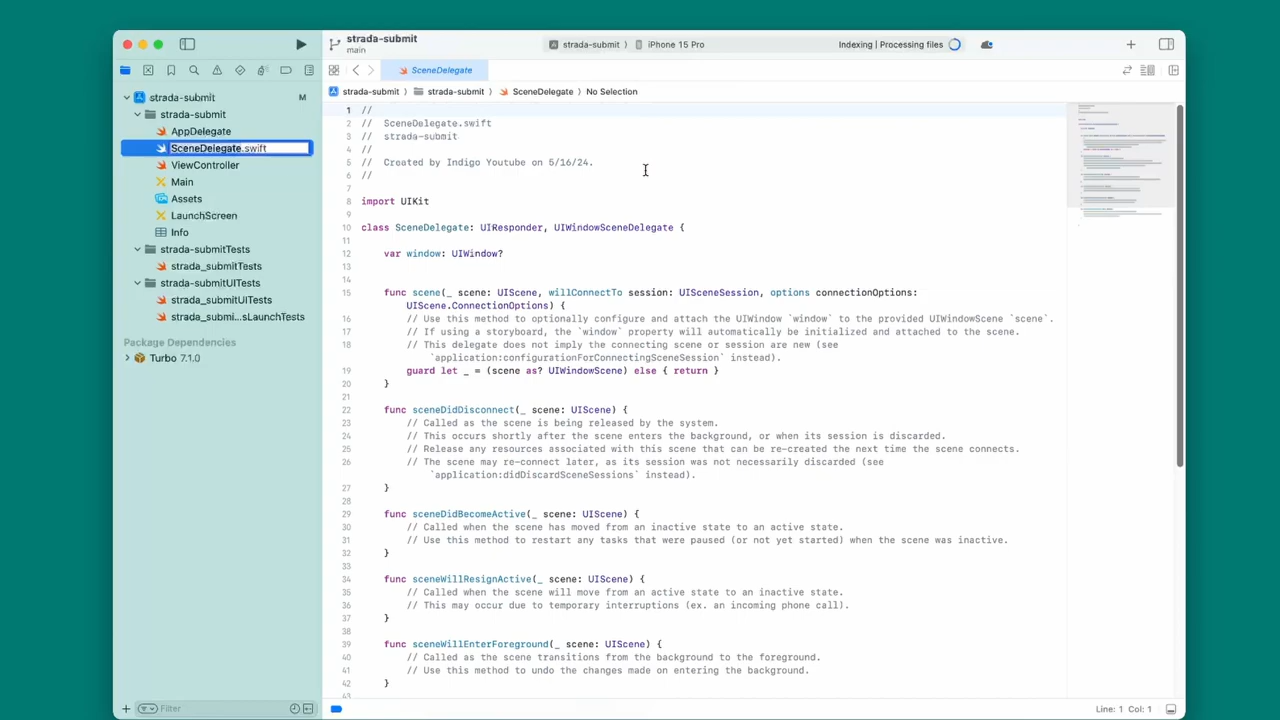 strada-submit
main
strada-submit
iPhone 15 Pro
Indexing | Processing files
SceneDelegate
strada-submit
strada-submit
SceneDelegate
No Selection
strada-submit
M
strada-submit
AppDelegate
SceneDelegate.swift
ViewController
Main
Assets
LaunchScreen
Info
strada-submitTests
strada_submitTests
strada-submitUITests
strada_submitUITests
strada_submi...sLaunchTests
Package Dependencies
Turbo 7.1.0
Filter
1 //
2 // SceneDelegate.swift
3 // strada-submit
4 //
5 // Created by Indigo Youtube on 5/16/24.
6 //
7
8 import UIKit
9
10 class SceneDelegate: UIResponder, UIWindowSceneDelegate {
11
12 var window: UIWindow?
13
14
15 func scene(_ scene: UIScene, willConnectTo session: UISceneSession, options connectionOptions:
UIScene.ConnectionOptions) {
16 // Use this method to optionally configure and attach the UIWindow `window` to the provided UIWindowScene `scene`.
17 // If using a storyboard, the `window` property will automatically be initialized and attached to the scene.
18 // This delegate does not imply the connecting scene or session are new (see
`application:configurationForConnectingSceneSession` instead).
19 guard let _ = (scene as? UIWindowScene) else { return }
20 }
21
22 func sceneDidDisconnect(_ scene: UIScene) {
23 // Called as the scene is being released by the system.
24 // This occurs shortly after the scene enters the background, or when its session is discarded.
25 // Release any resources associated with this scene that can be re-created the next time the scene connects.
26 // The scene may re-connect later, as its session was not necessarily discarded (see
`application:didDiscardSceneSessions` instead).
27 }
28
29 func sceneDidBecomeActive(_ scene: UIScene) {
30 // Called when the scene has moved from an inactive state to an active state.
31 // Use this method to restart any tasks that were paused (or not yet started) when the scene was inactive.
32 }
33
34 func sceneWillResignActive(_ scene: UIScene) {
35 // Called when the scene will move from an active state to an inactive state.
36 // This may occur due to temporary interruptions (ex. an incoming phone call).
37 }
38
39 func sceneWillEnterForeground(_ scene: UIScene) {
40 // Called as the scene transitions from the background to the foreground.
41 // Use this method to undo the changes made on entering the background.
42 }
43
Line: 1 Col: 1